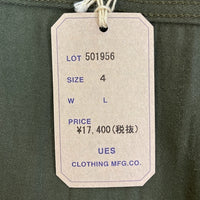 LOT 501956
SIZE 4
W L
PRICE
¥17,400(税抜)
UES
CLOTHING MFG.CO.